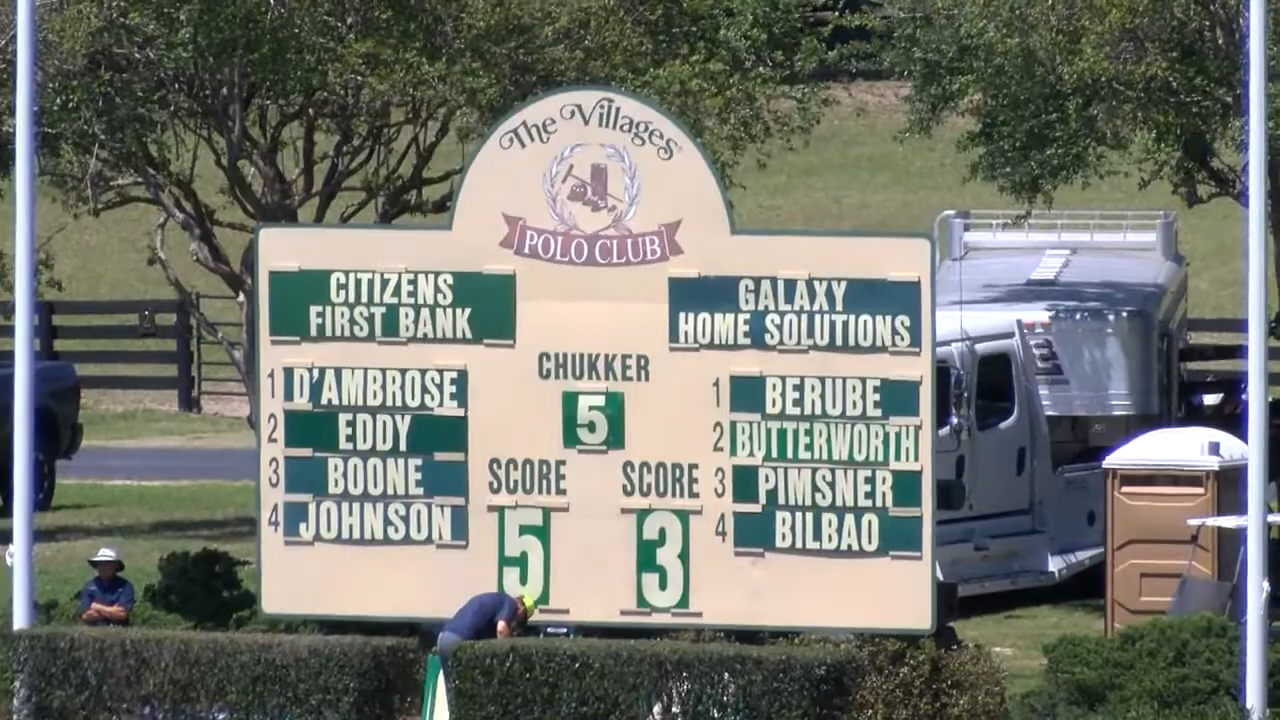 The Villages
POLO CLUB
CITIZENS
FIRST BANK
1 D'AMBROSE
2 EDDY
3 BOONE
4 JOHNSON
CHUKKER
5
SCORE
5
SCORE
3
GALAXY
HOME SOLUTIONS
1 BERUBE
2 BUTTERWORTH
3 PIMSNER
4 BILBAO